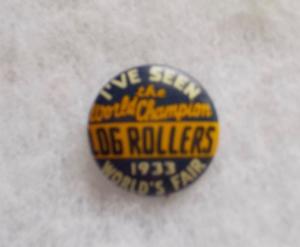 I'VE SEEN
the
World Champion
LOG ROLLERS
1933
WORLD'S FAIR